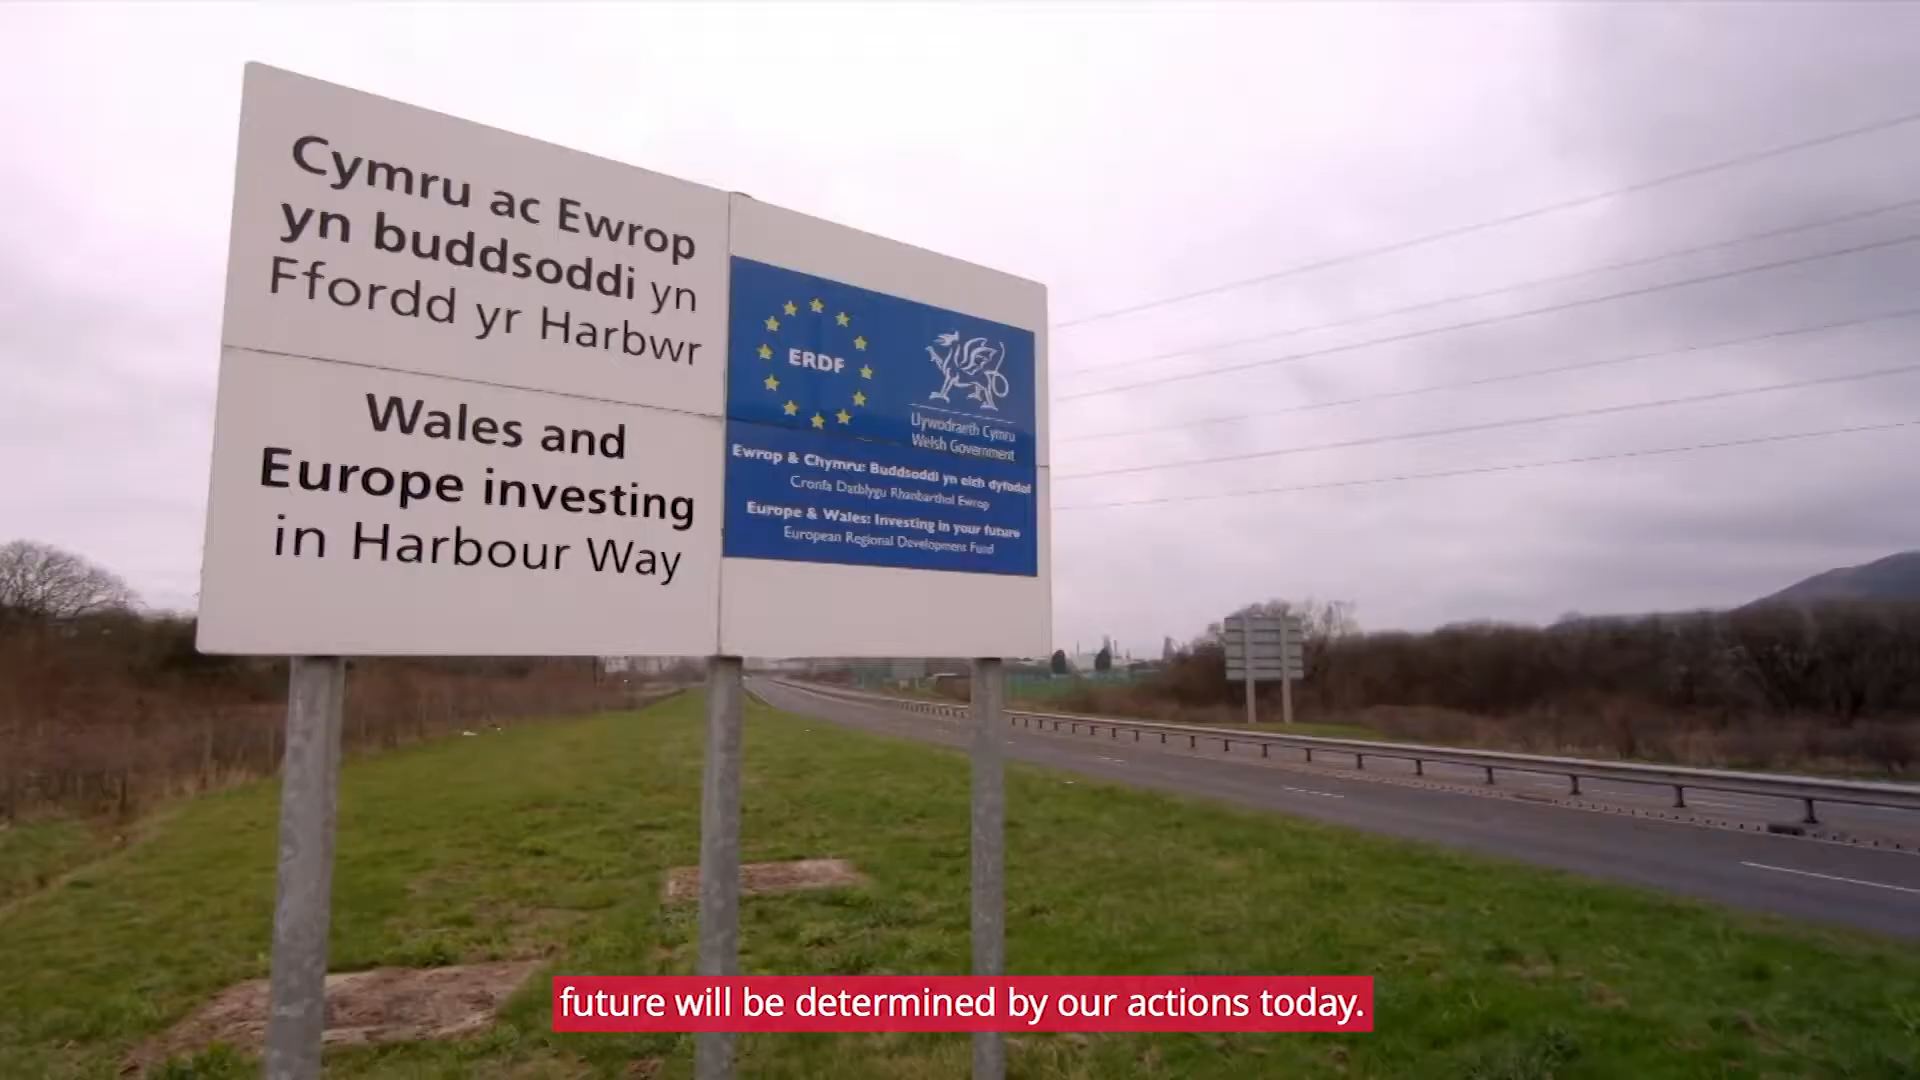 Cymru ac Ewrop
yn buddsoddi yn
Ffordd yr Harbwr
Wales and
Europe investing
in Harbour Way
ERDF
Llywodraeth Cymru
Welsh Government
Ewrop & Chymru: Buddsoddi yn eich dyfodol
Cronfa Datblygu Rhanbarthol Ewrop
Europe & Wales: Investing in your future
European Regional Development Fund
future will be determined by our actions today.